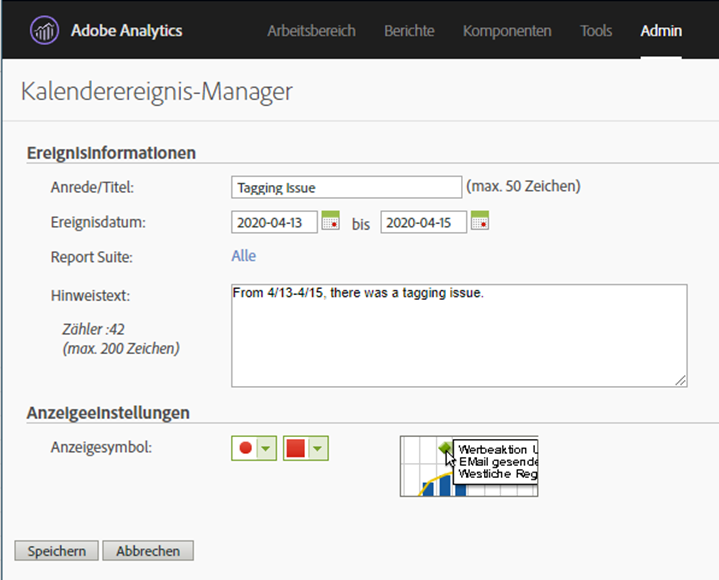 Adobe Analytics Arbeitsbereich Berichte Komponenten Tools Admin
Kalenderereignis-Manager
Ereignisinformationen
Anrede/Titel: Tagging Issue (max. 50 Zeichen)
Ereignisdatum: 2020-04-13 bis 2020-04-15
Report Suite: Alle
Hinweistext: From 4/13-4/15, there was a tagging issue.
Zähler :42
(max. 200 Zeichen)
Anzeigeeinstellungen
Anzeigesymbol:
Werbeaktion U
EMail gesende
Westliche Reg
Speichern Abbrechen